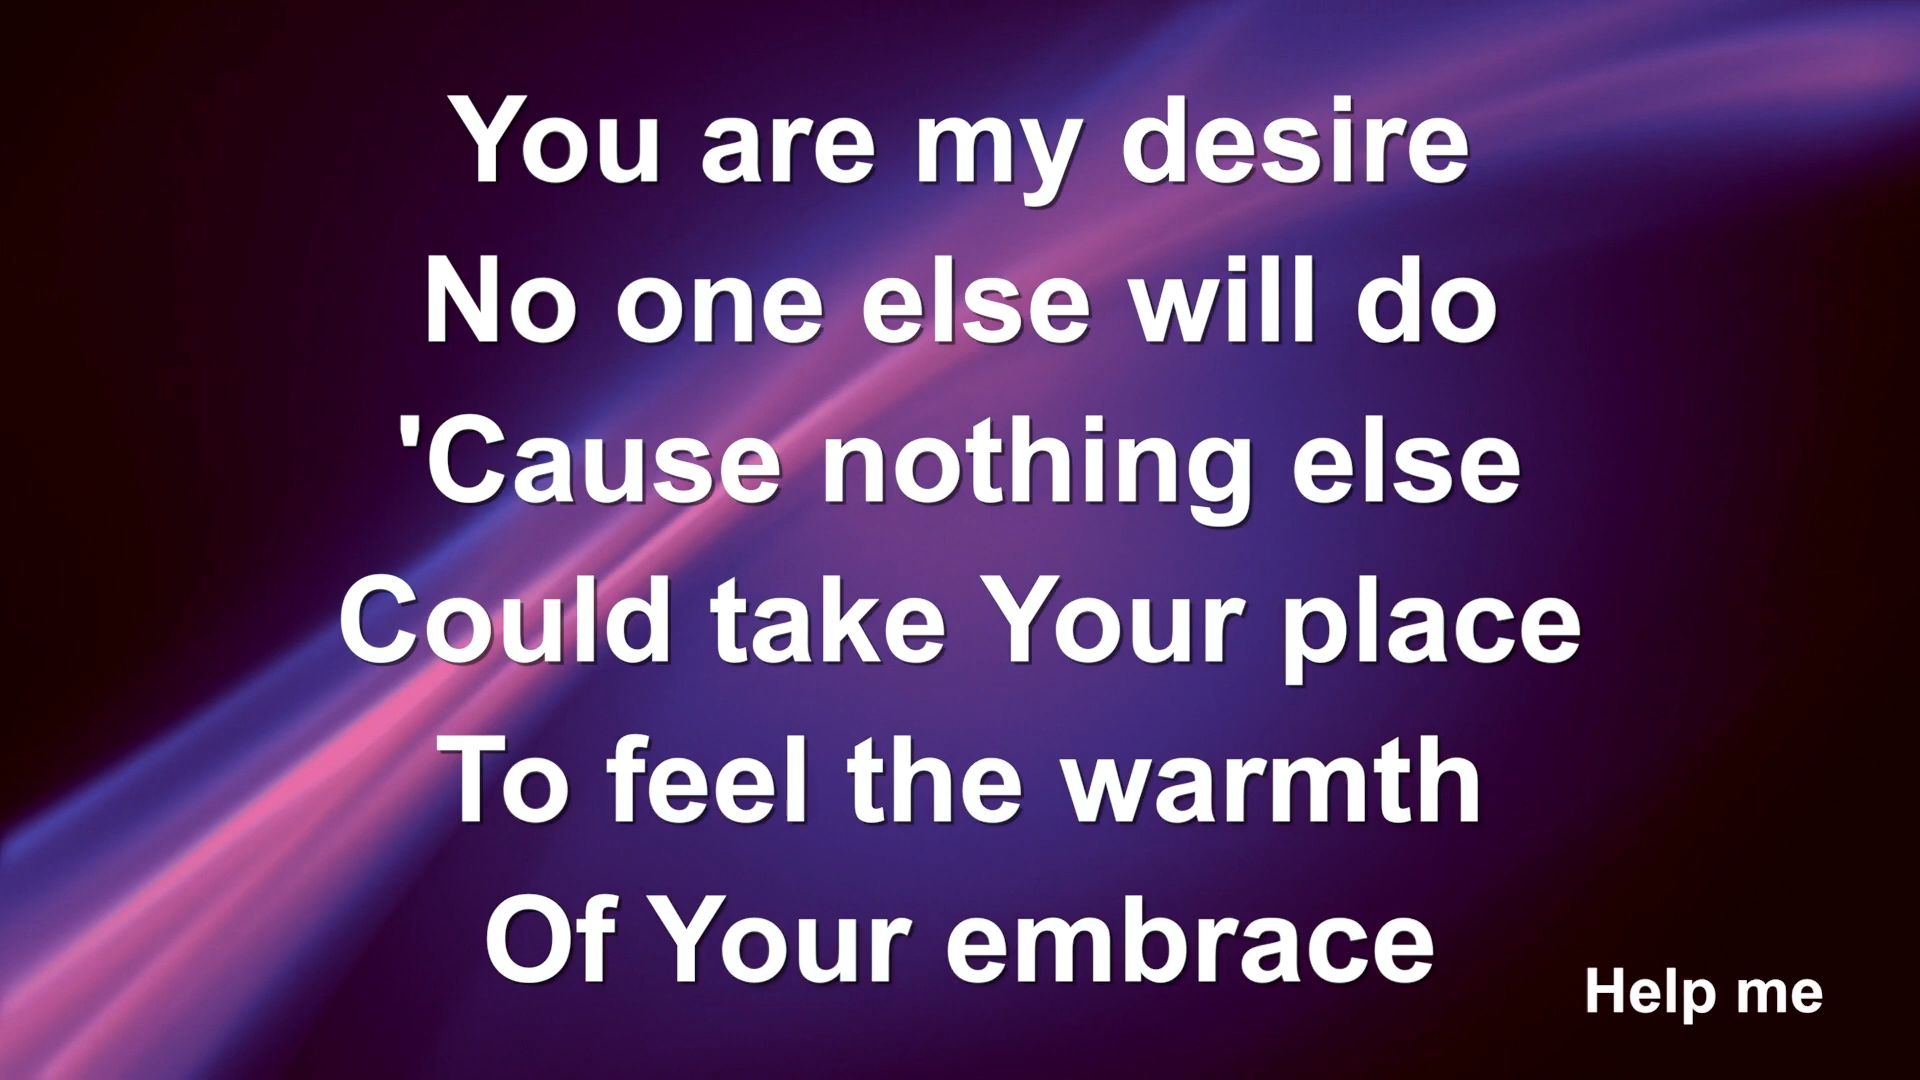 You are my desire
No one else will do
'Cause nothing else
Could take Your place
To feel the warmth
Of Your embrace
Help me